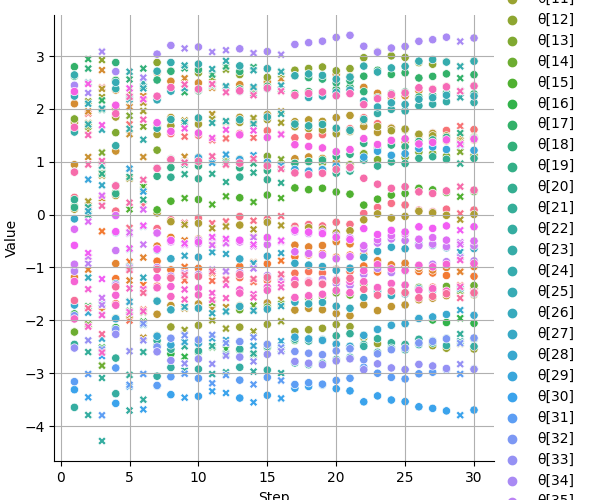 Value
3
2
1
0
−1
−2
−3
−4
0
5
10
15
20
25
30
Step
θ[11]
θ[12]
θ[13]
θ[14]
θ[15]
θ[16]
θ[17]
θ[18]
θ[19]
θ[20]
θ[21]
θ[22]
θ[23]
θ[24]
θ[25]
θ[26]
θ[27]
θ[28]
θ[29]
θ[30]
θ[31]
θ[32]
θ[33]
θ[34]
θ[35]